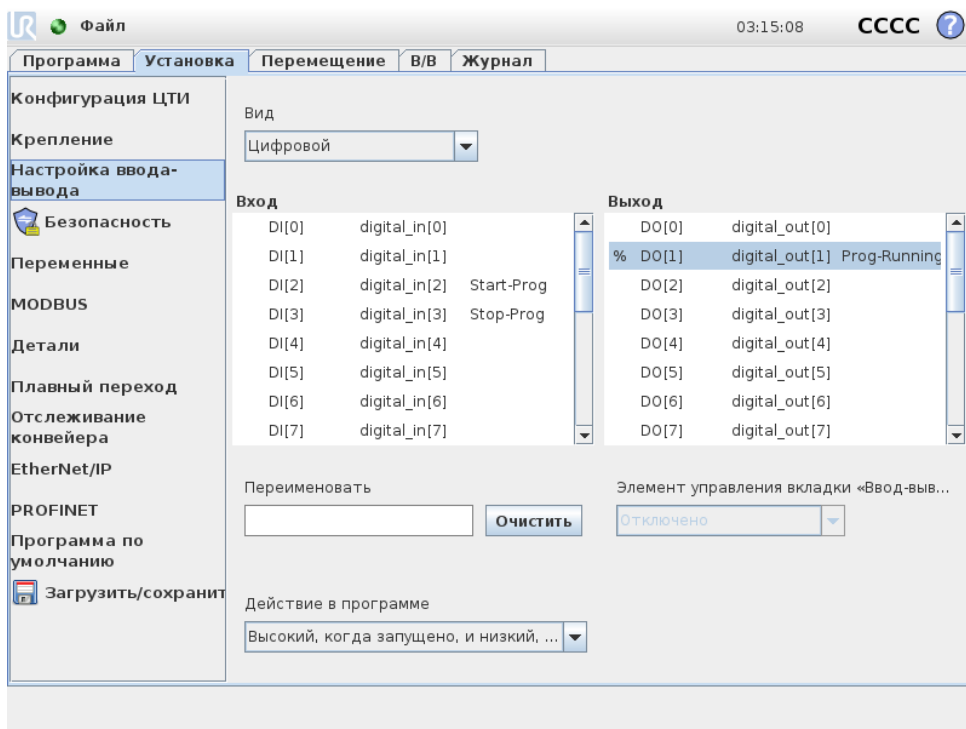 UR Файл 03:15:08 CCCC ?
Программа Установка Перемещение В/В Журнал
Конфигурация ЦТИ
Крепление
Настройка ввода-
вывода
Безопасность
Переменные
MODBUS
Детали
Плавный переход
Отслеживание
конвейера
EtherNet/IP
PROFINET
Программа по
умолчанию
Загрузить/сохранит
Вид
Цифровой
Вход
DI[0] digital_in[0]
DI[1] digital_in[1]
DI[2] digital_in[2] Start-Prog
DI[3] digital_in[3] Stop-Prog
DI[4] digital_in[4]
DI[5] digital_in[5]
DI[6] digital_in[6]
DI[7] digital_in[7]
Выход
DO[0] digital_out[0]
% DO[1] digital_out[1] Prog-Running
DO[2] digital_out[2]
DO[3] digital_out[3]
DO[4] digital_out[4]
DO[5] digital_out[5]
DO[6] digital_out[6]
DO[7] digital_out[7]
Переименовать
Очистить
Элемент управления вкладки «Ввод-выв...
Отключено
Действие в программе
Высокий, когда запущено, и низкий, ...